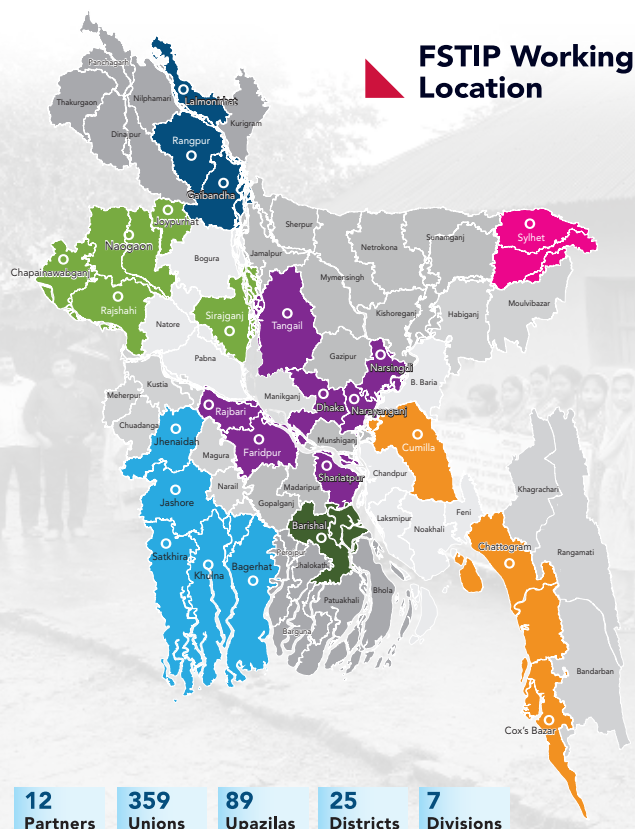 FSTIP Working
Location
Panchagarh
Thakurgaon
Nilphamari
Lalmonirhat
Dinajpur
Kurigram
Rangpur
Gaibandha
Joypurhat
Naogaon
Chapainawabganj
Bogura
Rajshahi
Sirajganj
Natore
Pabna
Sherpur
Jamalpur
Netrokona
Sunamganj
Sylhet
Mymensingh
Moulvibazar
Kishoreganj
Habiganj
Tangail
Gazipur
Narsingdi
B. Baria
Kustia
Meherpur
Chuadanga
Manikganj
Rajbari
Dhaka
Narayanganj
Jhenaidah
Magura
Faridpur
Munshiganj
Cumilla
Shariatpur
Chandpur
Narail
Madaripur
Gopalganj
Jashore
Khagrachari
Laksmipur
Noakhali
Feni
Barishal
Chattogram
Satkhira
Khulna
Bagerhat
Perojpur
Jhalokathi
Rangamati
Patuakhali
Bhola
Barguna
Bandarban
Cox's Bazar
12
Partners
359
Unions
89
Upazilas
25
Districts
7
Divisions